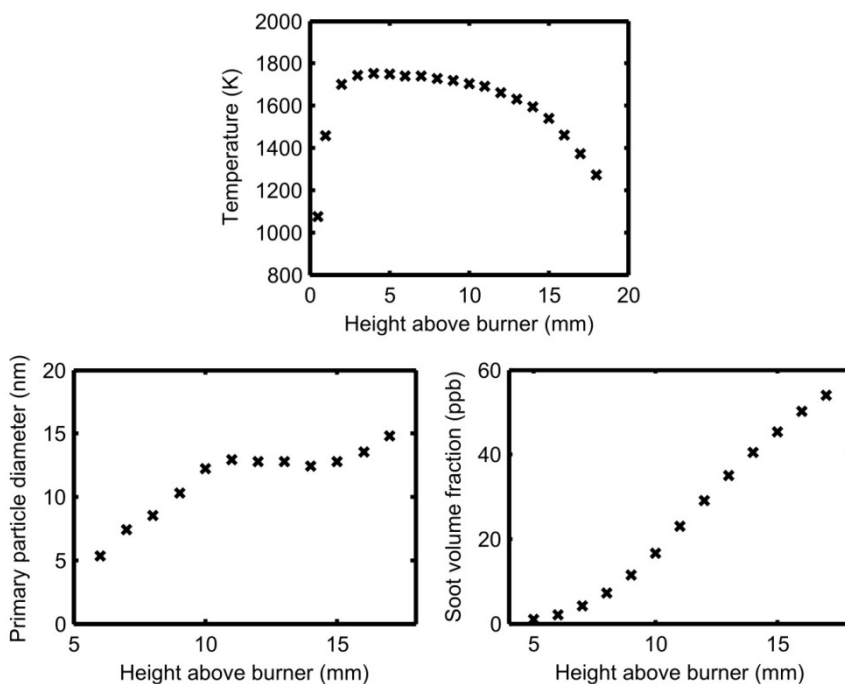 2000
1800
1600
1400
1200
1000
800
Temperature (K)
0 5 10 15 20
Height above burner (mm)
20
15
10
5
0
Primary particle diameter (nm)
5 10 15
Height above burner (mm)
60
40
20
0
Soot volume fraction (ppb)
5 10 15
Height above burner (mm)